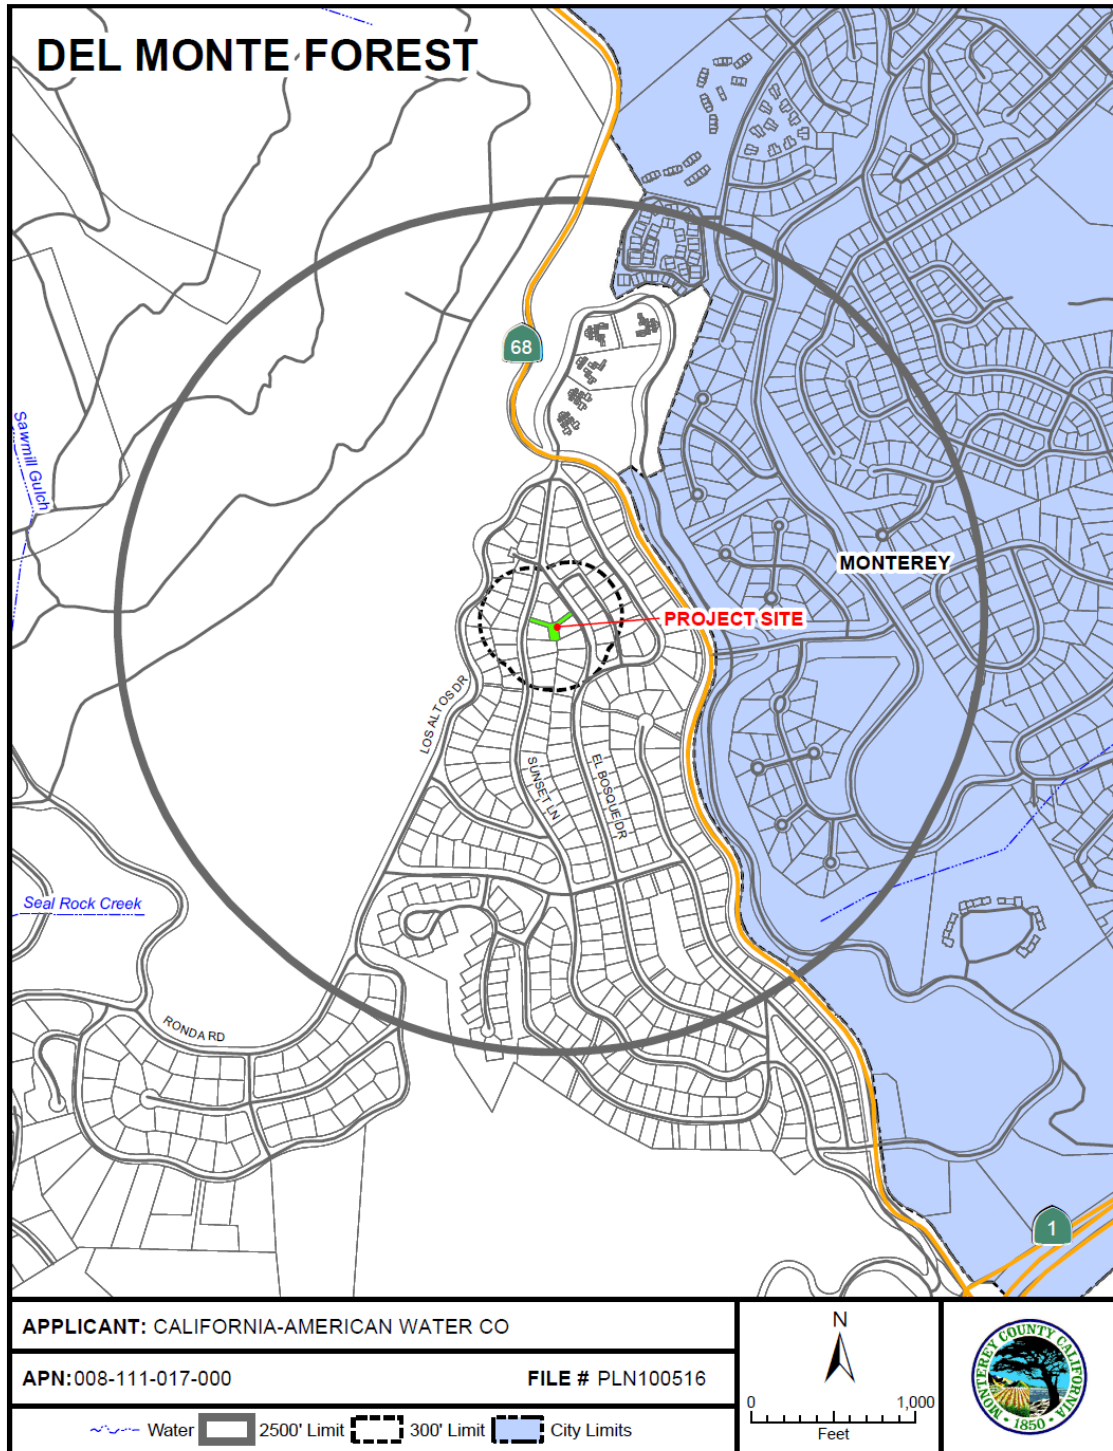 DEL MONTE FOREST
68
Sawmill Gulch
MONTEREY
PROJECT SITE
LOS ALTOS DR
SUNSET LN
EL BOSQUE DR
Seal Rock Creek
RONDA RD
1
APPLICANT: CALIFORNIA-AMERICAN WATER CO
APN:008-111-017-000 FILE # PLN100516
Water 2500' Limit 300' Limit City Limits
N
0 1,000
Feet
MONTEREY COUNTY CALIFORNIA
1850